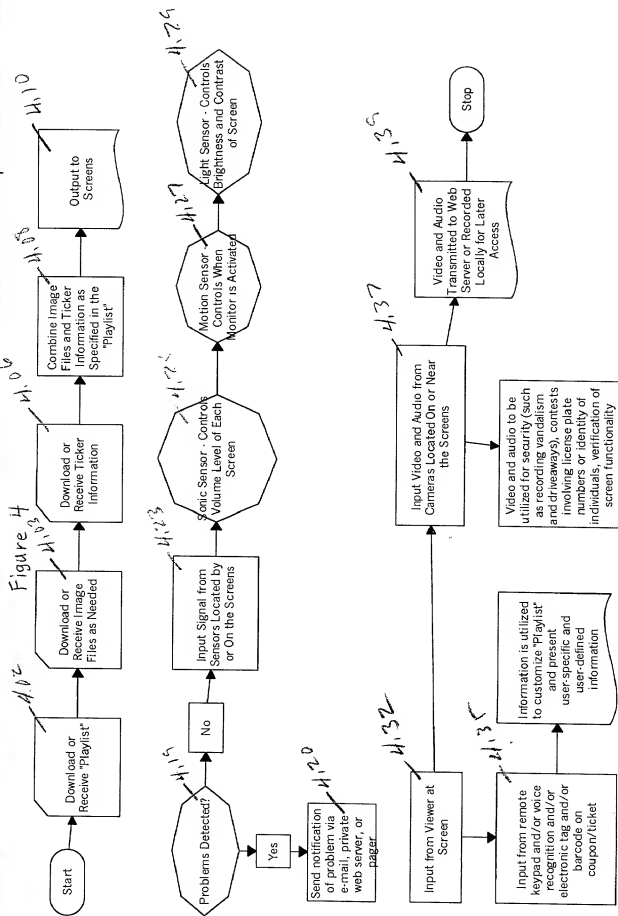 Figure 4
Start
4.02
Download or
Receive "Playlist"
4.03
Download or
Receive Image
Files as Needed
4.06
Download or
Receive Ticker
Information
4.08
Combine Image
Files and Ticker
Information as
Specified in the
"Playlist"
4.10
Output to
Screens
4.19
Problems Detected?
Yes
4.20
Send notification
of problem via
e-mail, private
web server, or
pager
No
4.23
Input Signal from
Sensors Located by
or On the Screens
Sonic Sensor - Controls
Volume Level of Each
Screen
4.27
Motion Sensor -
Controls When
Monitor is Activated
4.29
Light Sensor - Controls
Brightness and Contrast
of Screen
4.32
Input from Viewer at
Screen
4.35
Input from remote
keypad and/or voice
recognition and/or
electronic tag and/or
barcode on
coupon/ticket
Information is utilized
to customize "Playlist"
and present
user-specific and
user-defined
information
4.37
Input Video and Audio from
Cameras Located On or Near
the Screens
Video and audio to be
utilized for security (such
as recording vandalism
and driveaways), contests
involving license plate
numbers or identity of
individuals, verification of
screen functionality
4.39
Video and Audio
Transmitted to Web
Server or Recorded
Locally for Later
Access
Stop